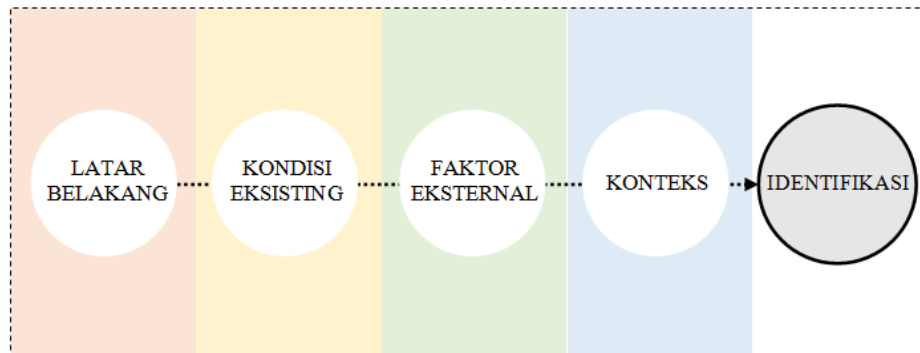 LATAR
BELAKANG
KONDISI
EKSISTING
FAKTOR
EKSTERNAL
KONTEKS
IDENTIFIKASI